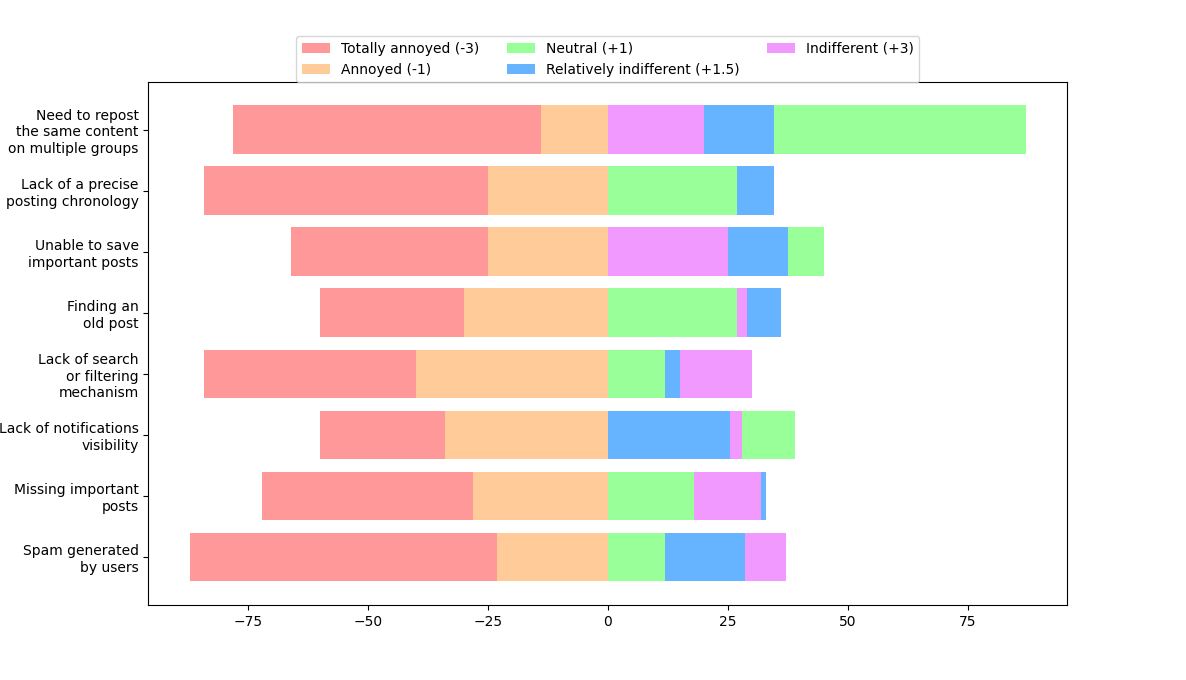 Totally annoyed (-3)
Annoyed (-1)
Neutral (+1)
Relatively indifferent (+1.5)
Indifferent (+3)
Need to repost
the same content
on multiple groups
Lack of a precise
posting chronology
Unable to save
important posts
Finding an
old post
Lack of search
or filtering
mechanism
Lack of notifications
visibility
Missing important
posts
Spam generated
by users
−75
−50
−25
0
25
50
75